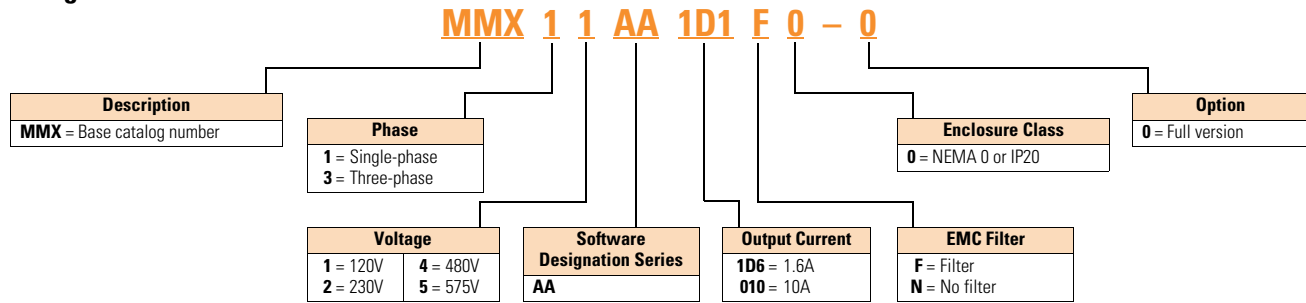 MMX 1 1 AA 1D1 F 0 – 0
Description
MMX = Base catalog number
Phase
1 = Single-phase
3 = Three-phase
Enclosure Class
0 = NEMA 0 or IP20
Option
0 = Full version
Voltage
1 = 120V 4 = 480V
2 = 230V 5 = 575V
Software
Designation Series
AA
Output Current
1D6 = 1.6A
010 = 10A
EMC Filter
F = Filter
N = No filter